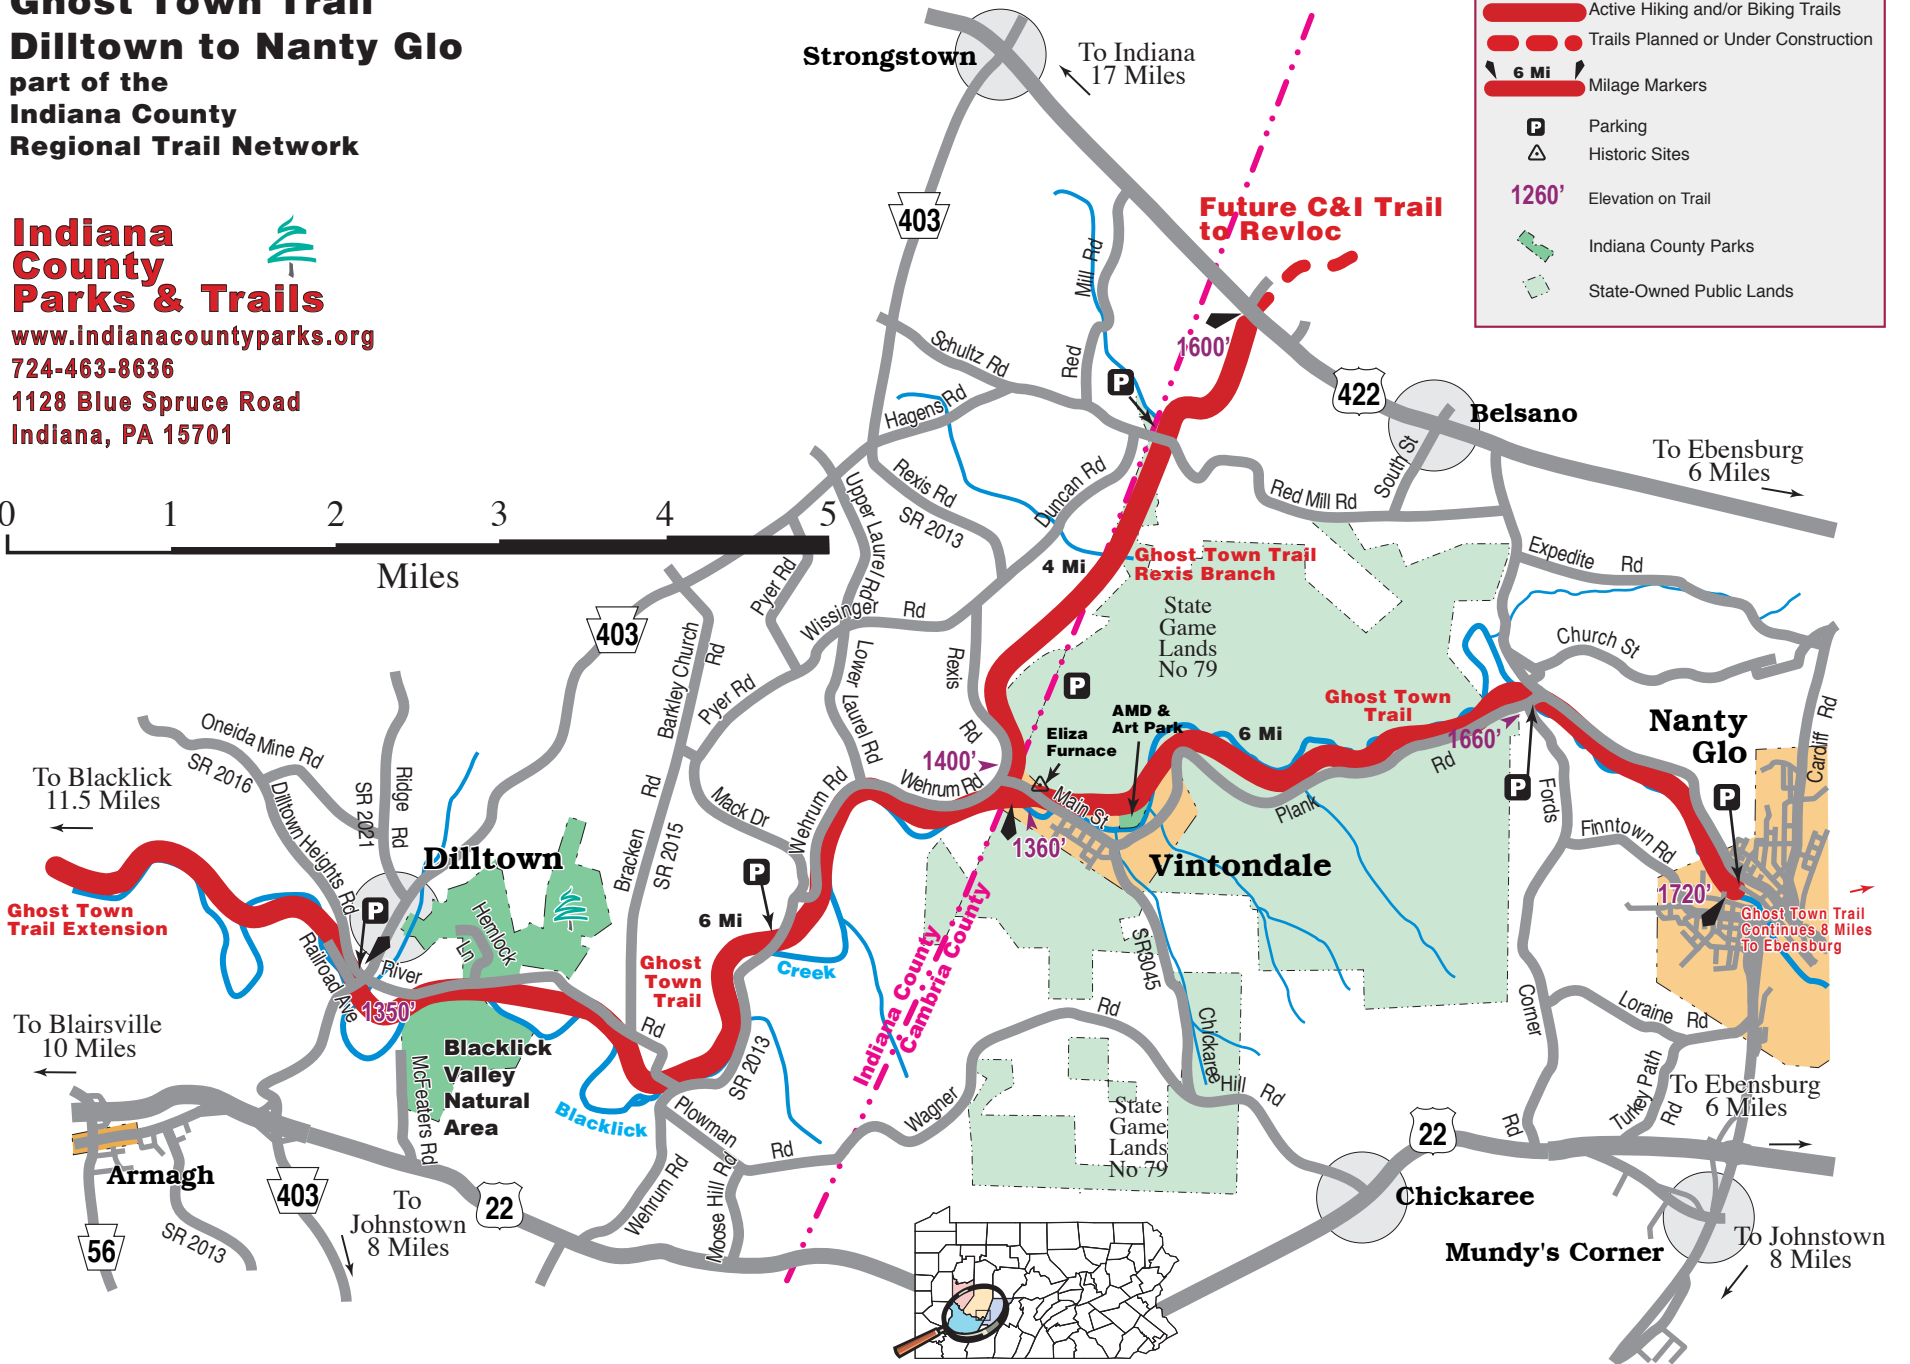 Ghost Town Trail
Dilltown to Nanty Glo
part of the
Indiana County
Regional Trail Network
Indiana
County
Parks & Trails
www.indianacountyparks.org
724-463-8636
1128 Blue Spruce Road
Indiana, PA 15701
0 1 2 3 4 5
Miles
Active Hiking and/or Biking Trails
Trails Planned or Under Construction
6 Mi
Milage Markers
P
Parking
Historic Sites
1260’
Elevation on Trail
Indiana County Parks
State-Owned Public Lands
Strongstown
To Indiana
17 Miles
403
Future C&I Trail
to Revloc
Mill Rd
Red
1600’
P
Schultz Rd
Hagens Rd
422
Belsano
To Ebensburg
6 Miles
South St
Red Mill Rd
Rexis Rd
SR 2013
Duncan Rd
Upper Laurel Rd
Pyer Rd
Wissinger
Rd
4 Mi
Ghost Town Trail
Rexis Branch
State
Game
Lands
No 79
Expedite
Rd
Church St
403
Barkley Church
Rd
Pyer Rd
Lower Laurel Rd
Rexis
Rd
P
AMD &
Art Park
Eliza
Furnace
6 Mi
Ghost Town
Trail
1660’
Rd
Plank
Nanty
Glo
Cardiff
Rd
Oneida Mine Rd
SR 2016
To Blacklick
11.5 Miles
SR 2021
Ridge
Rd
Dilltown Heights Rd
Dilltown
1400’
Wehrum Rd
Main St
1360’
Vintondale
P
Fords
P
Finntown Rd
1720’
Ghost Town Trail
Continues 8 Miles
To Ebensburg
Mack Dr
Wehrum Rd
Bracken
Rd
SR 2015
P
6 Mi
Ghost
Town
Trail
Creek
Indiana County
Cambria County
Ghost Town
Trail Extension
P
Hemlock
Ln
River
Rd
Railroad Ave
1350’
To Blairsville
10 Miles
Blacklick
Valley
Natural
Area
McFeaters Rd
Blacklick
SR 2013
Plowman
Rd
Wagner
Rd
SR3045
Chickaree
Hill
Rd
State
Game
Lands
No 79
Corner
Rd
Loraine
Rd
Turkey Path
Rd
To Ebensburg
6 Miles
22
Armagh
56
SR 2013
403
To
Johnstown
8 Miles
22
Wehrum Rd
Moose Hill Rd
Chickaree
Mundy's Corner
To Johnstown
8 Miles